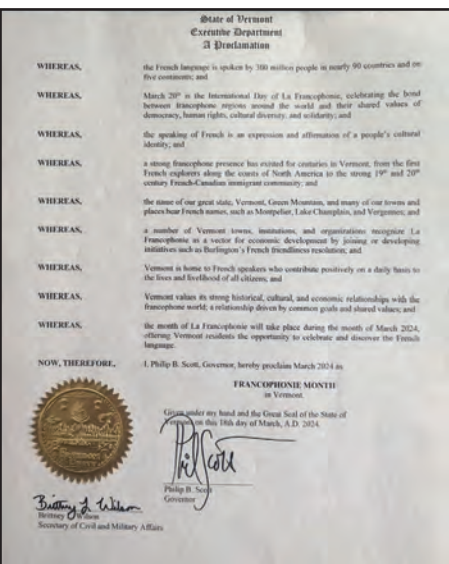 State of Vermont
Executive Department
A Proclamation
WHEREAS, the French language is spoken by 300 million people in nearly 90 countries and on
five continents; and
WHEREAS, March 20th is the International Day of La Francophonie, celebrating the bond
between francophone regions around the world and their shared values of
democracy, human rights, cultural diversity, and solidarity; and
WHEREAS, the speaking of French is an expression and affirmation of a people's cultural
identity; and
WHEREAS, a strong francophone presence has existed for centuries in Vermont, from the first
French explorers along the coasts of North America to the strong 19th and 20th
century French-Canadian immigrant community; and
WHEREAS, the name of our great state, Vermont, Green Mountain, and many of our towns and
places bear French names, such as Montpelier, Lake Champlain, and Vergennes; and
WHEREAS, a number of Vermont towns, institutions, and organizations recognize La
Francophonie as a vector for economic development by joining or developing
initiatives such as Burlington's French friendliness resolution; and
WHEREAS, Vermont is home to French speakers who contribute positively on a daily basis to
the lives and livelihood of all citizens; and
WHEREAS, Vermont values its strong historical, cultural, and economic relationships with the
francophone world; a relationship driven by common goals and shared values; and
WHEREAS, the month of La Francophonie will take place during the month of March 2024,
offering Vermont residents the opportunity to celebrate and discover the French
language.
NOW, THEREFORE, I, Philip B. Scott, Governor, hereby proclaim March 2024 as
FRANCOPHONIE MONTH
in Vermont.
Given under my hand and the Great Seal of the State of
Vermont on this 18th day of March, A.D. 2024.
Phil Scott
Philip B. Scott
Governor
Brittney L Wilson
Brittney Wilson
Secretary of Civil and Military Affairs